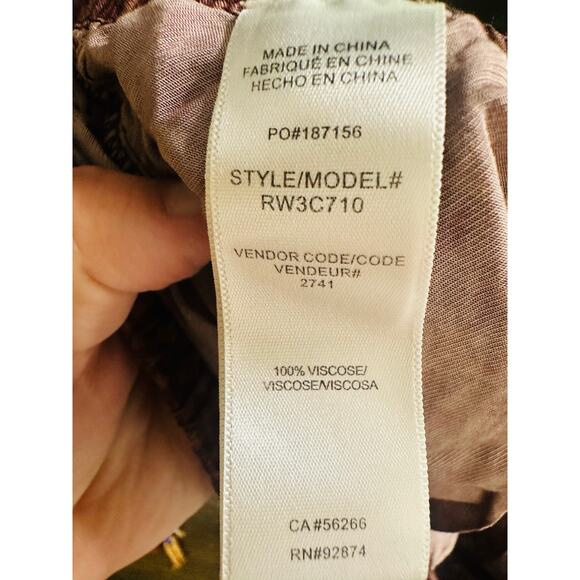 MADE IN CHINA
FABRIQUÉ EN CHINE
HECHO EN CHINA
PO#187156
STYLE/MODEL#
RW3C710
VENDOR CODE/CODE
VENDEUR#
2741
100% VISCOSE/
VISCOSE/VISCOSA
CA#56266
RN#92874